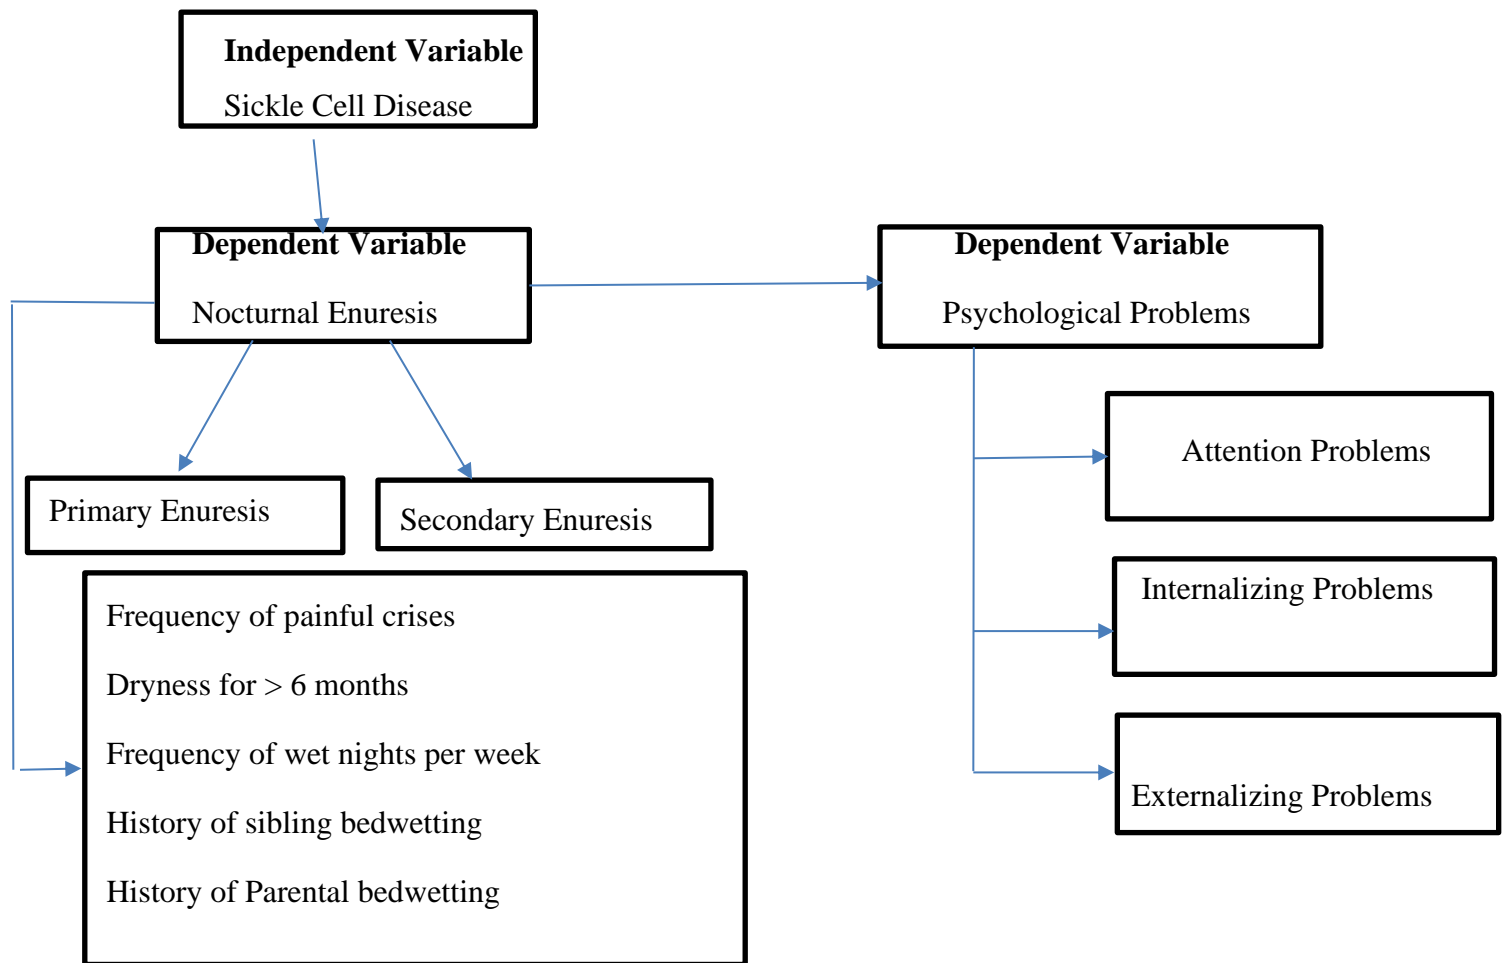 Independent Variable
Sickle Cell Disease
Dependent Variable
Nocturnal Enuresis
Dependent Variable
Psychological Problems
Primary Enuresis
Secondary Enuresis
Frequency of painful crises
Dryness for > 6 months
Frequency of wet nights per week
History of sibling bedwetting
History of Parental bedwetting
Attention Problems
Internalizing Problems
Externalizing Problems